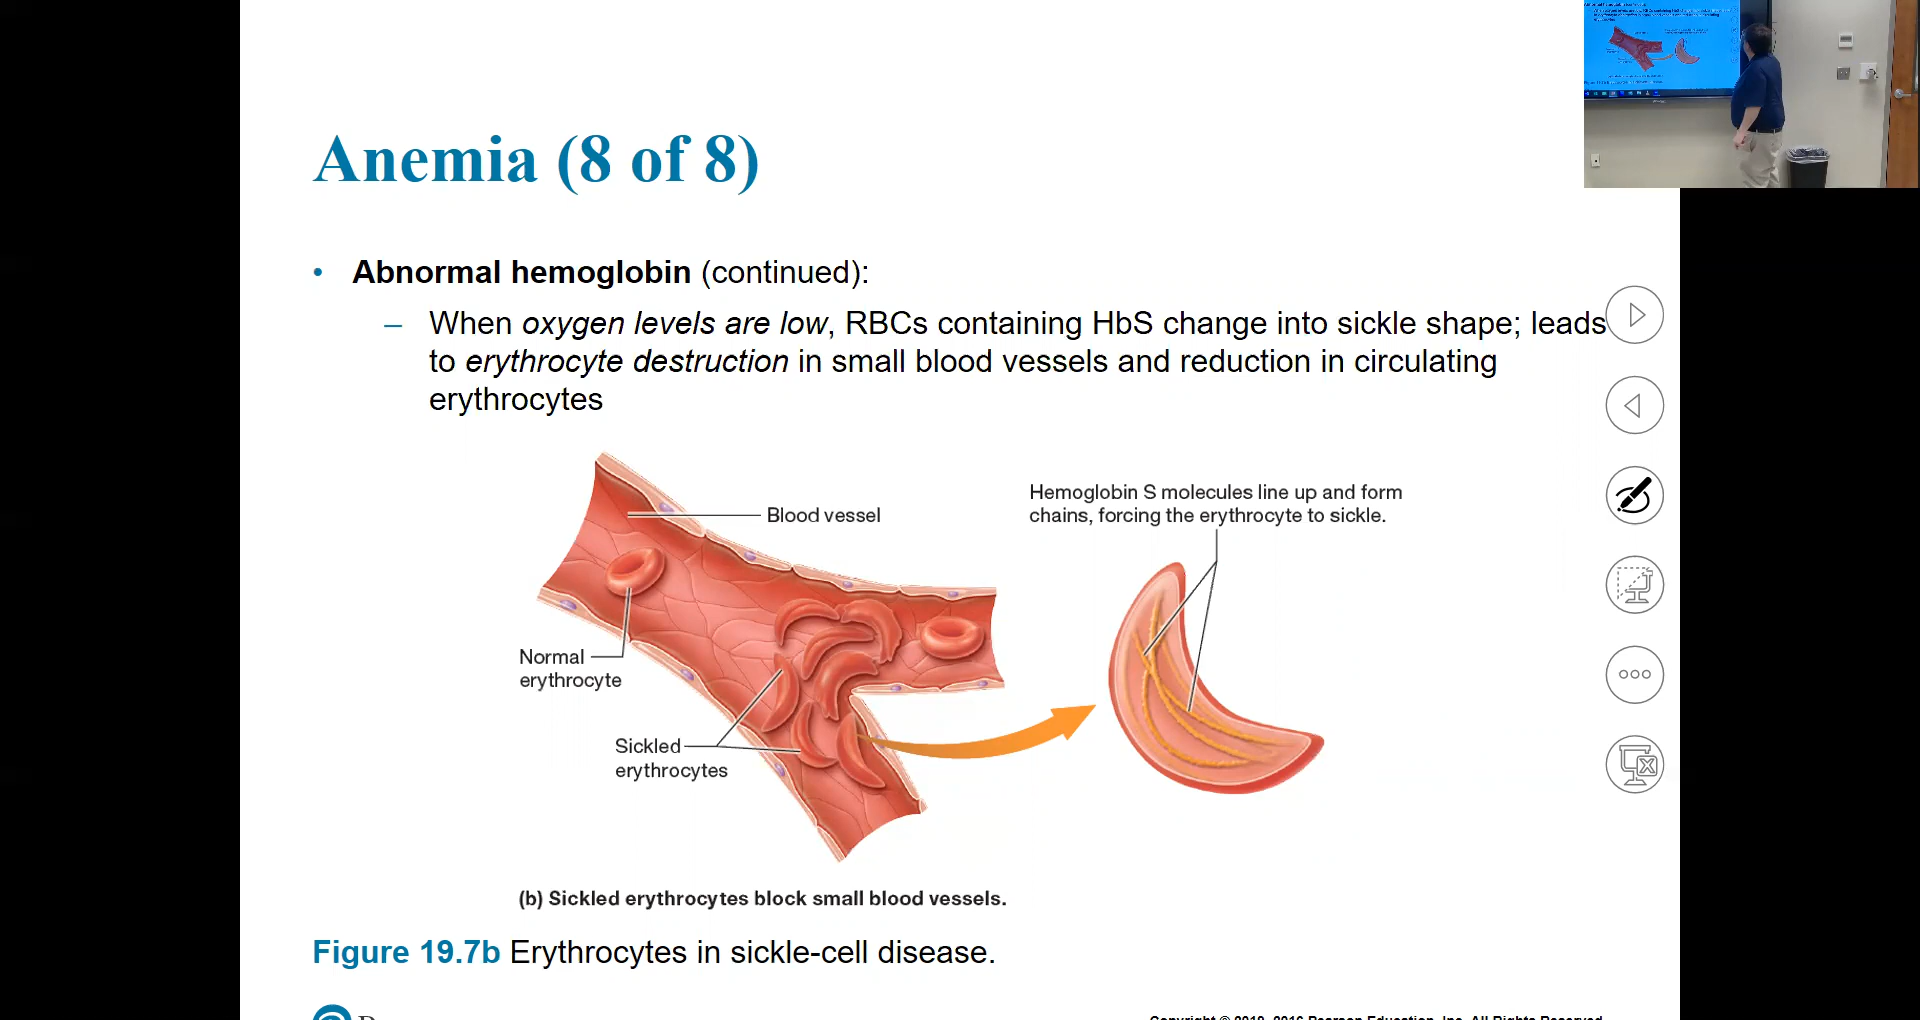 Anemia (8 of 8)
• Abnormal hemoglobin (continued):
– When oxygen levels are low, RBCs containing HbS change into sickle shape; leads
to erythrocyte destruction in small blood vessels and reduction in circulating
erythrocytes
Blood vessel
Hemoglobin S molecules line up and form
chains, forcing the erythrocyte to sickle.
Normal
erythrocyte
Sickled
erythrocytes
(b) Sickled erythrocytes block small blood vessels.
Figure 19.7b Erythrocytes in sickle-cell disease.
Copyright © 2019, 2016 Pearson Education, Inc. All Rights Reserved